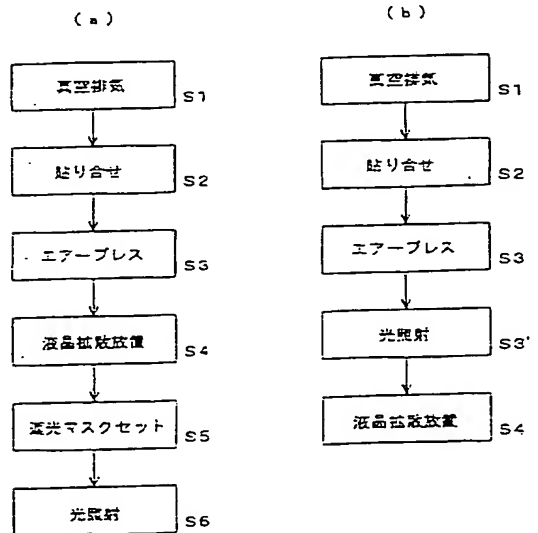 (a)
真空排気 S1
貼り合せ S2
エアープレス S3
液晶拡散放置 S4
遮光マスクセット S5
光照射 S6
(b)
真空排気 S1
貼り合せ S2
エアープレス S3
光照射 S3'
液晶拡散放置 S4